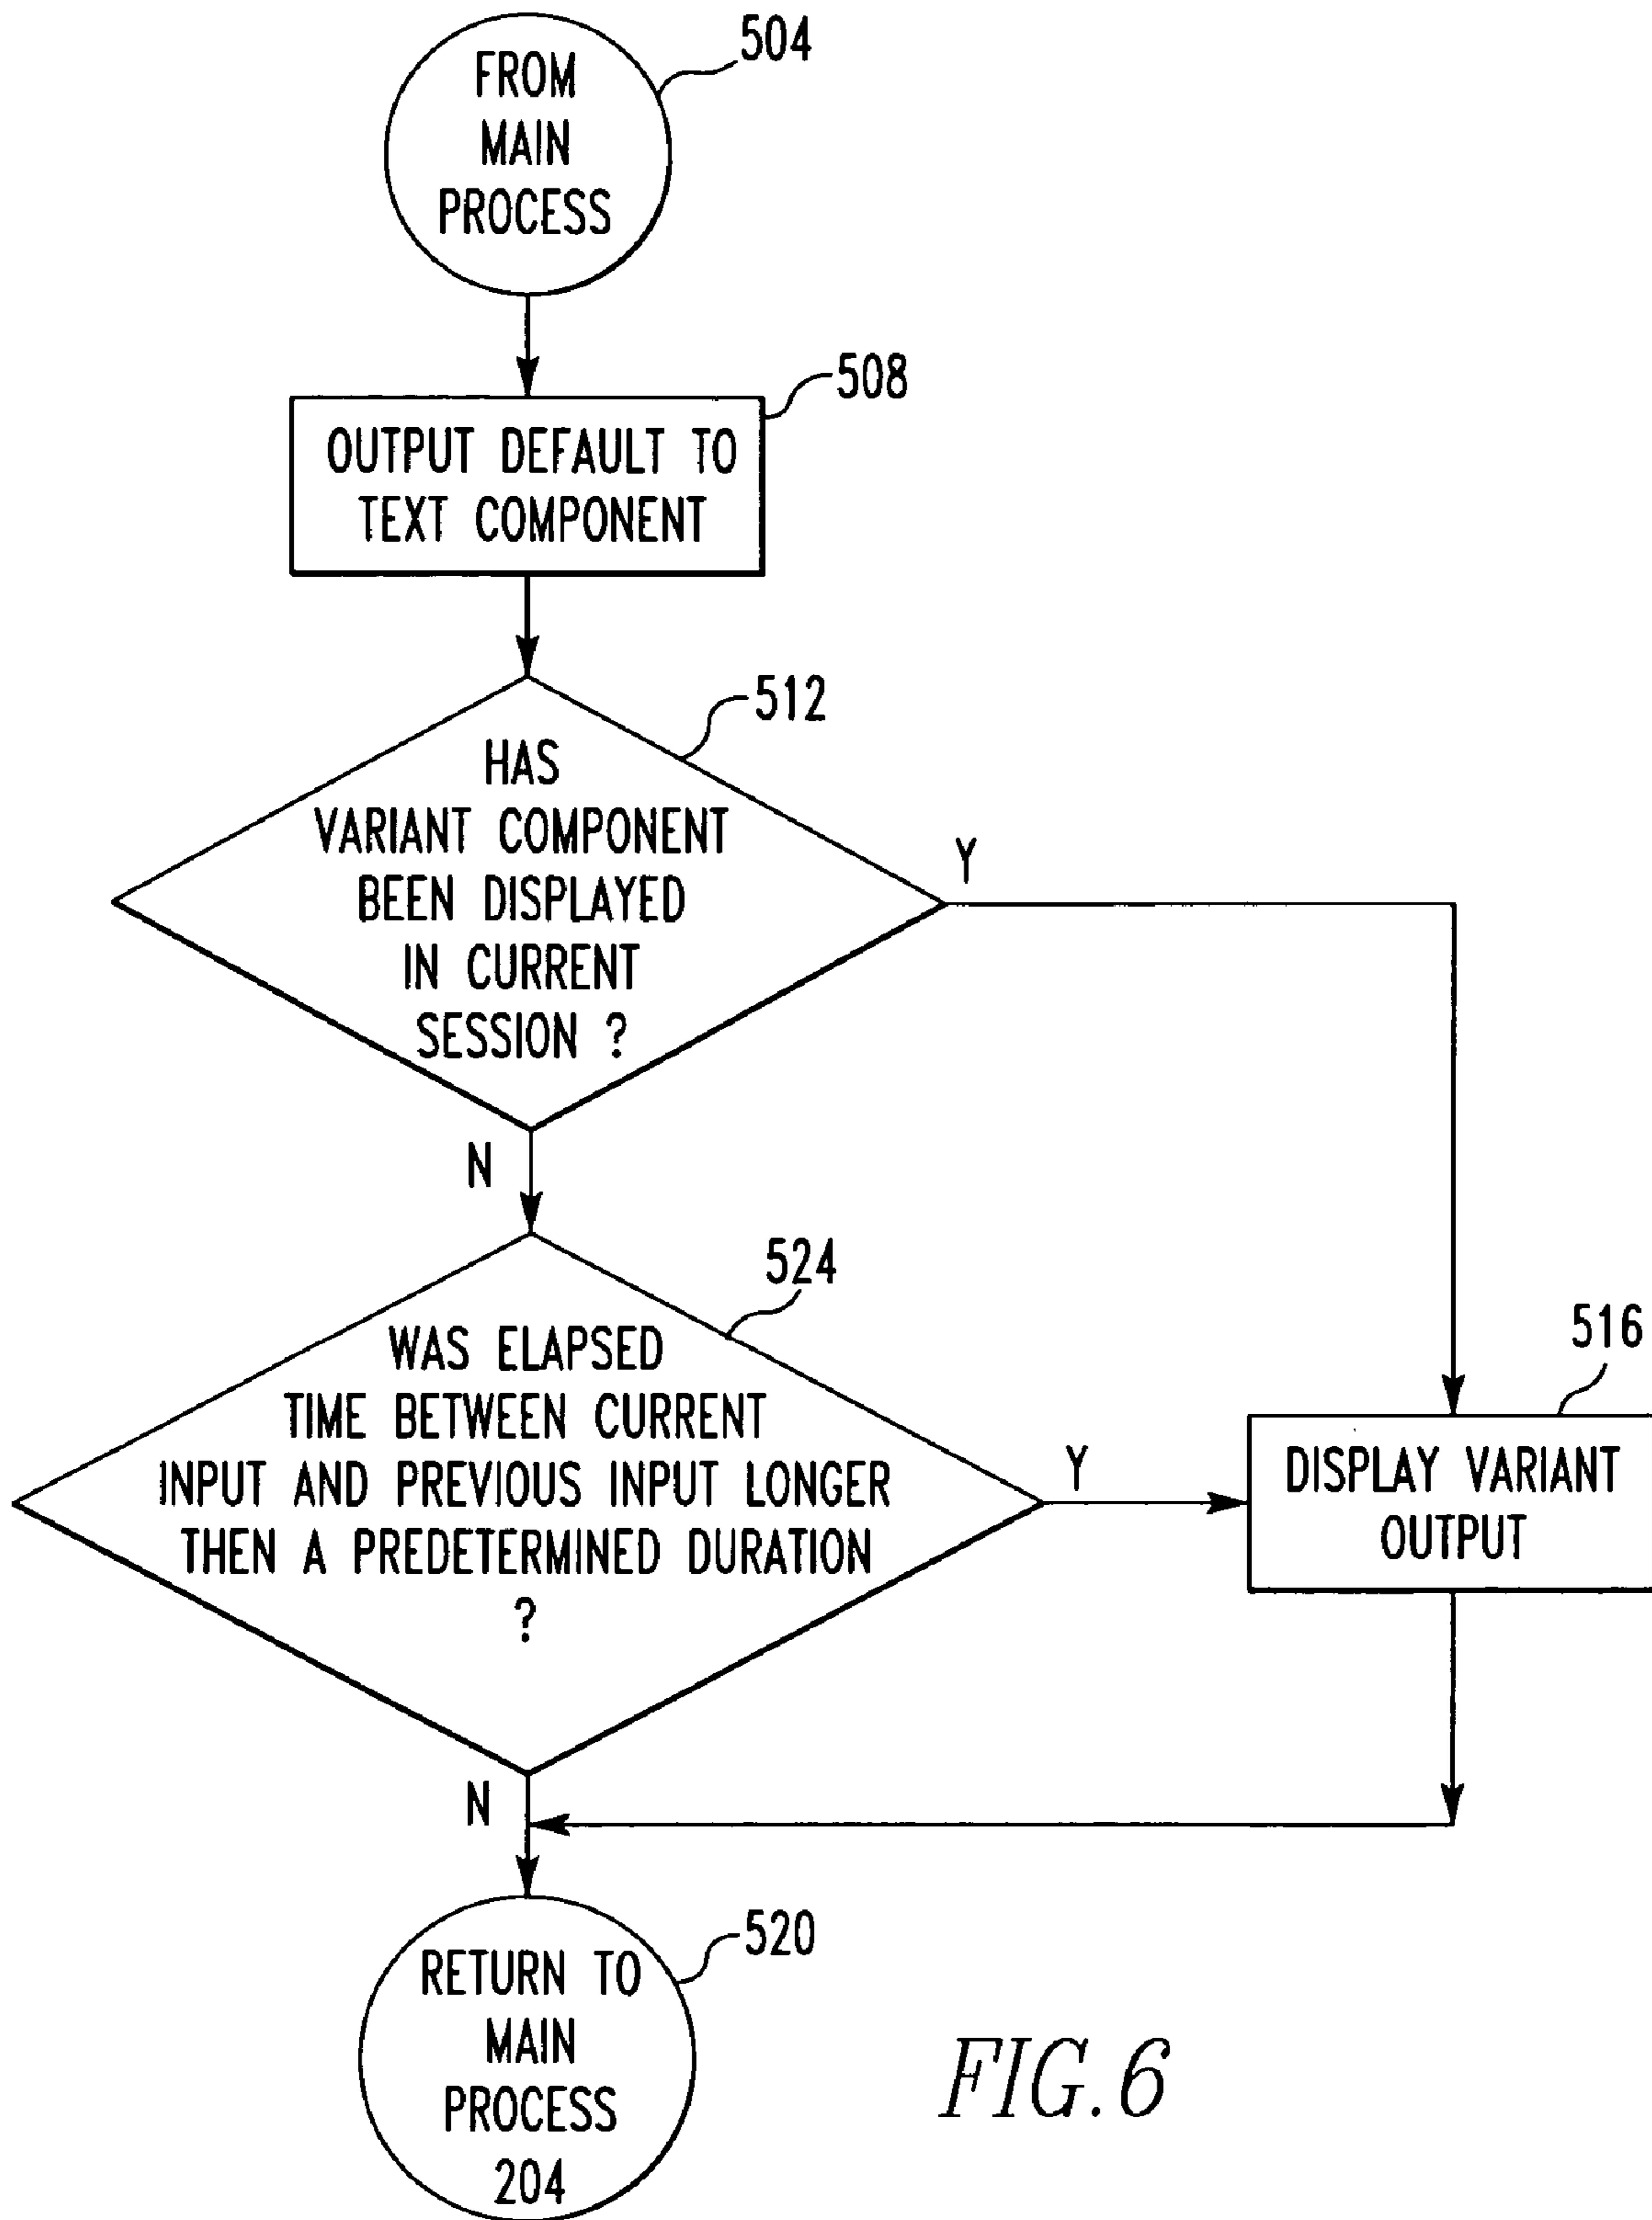 504
FROM
MAIN
PROCESS
508
OUTPUT DEFAULT TO
TEXT COMPONENT
512
HAS
VARIANT COMPONENT
BEEN DISPLAYED
IN CURRENT
SESSION ?
Y
N
524
WAS ELAPSED
TIME BETWEEN CURRENT
INPUT AND PREVIOUS INPUT LONGER
THEN A PREDETERMINED DURATION
?
Y
516
DISPLAY VARIANT
OUTPUT
N
520
RETURN TO
MAIN
PROCESS
204
FIG. 6